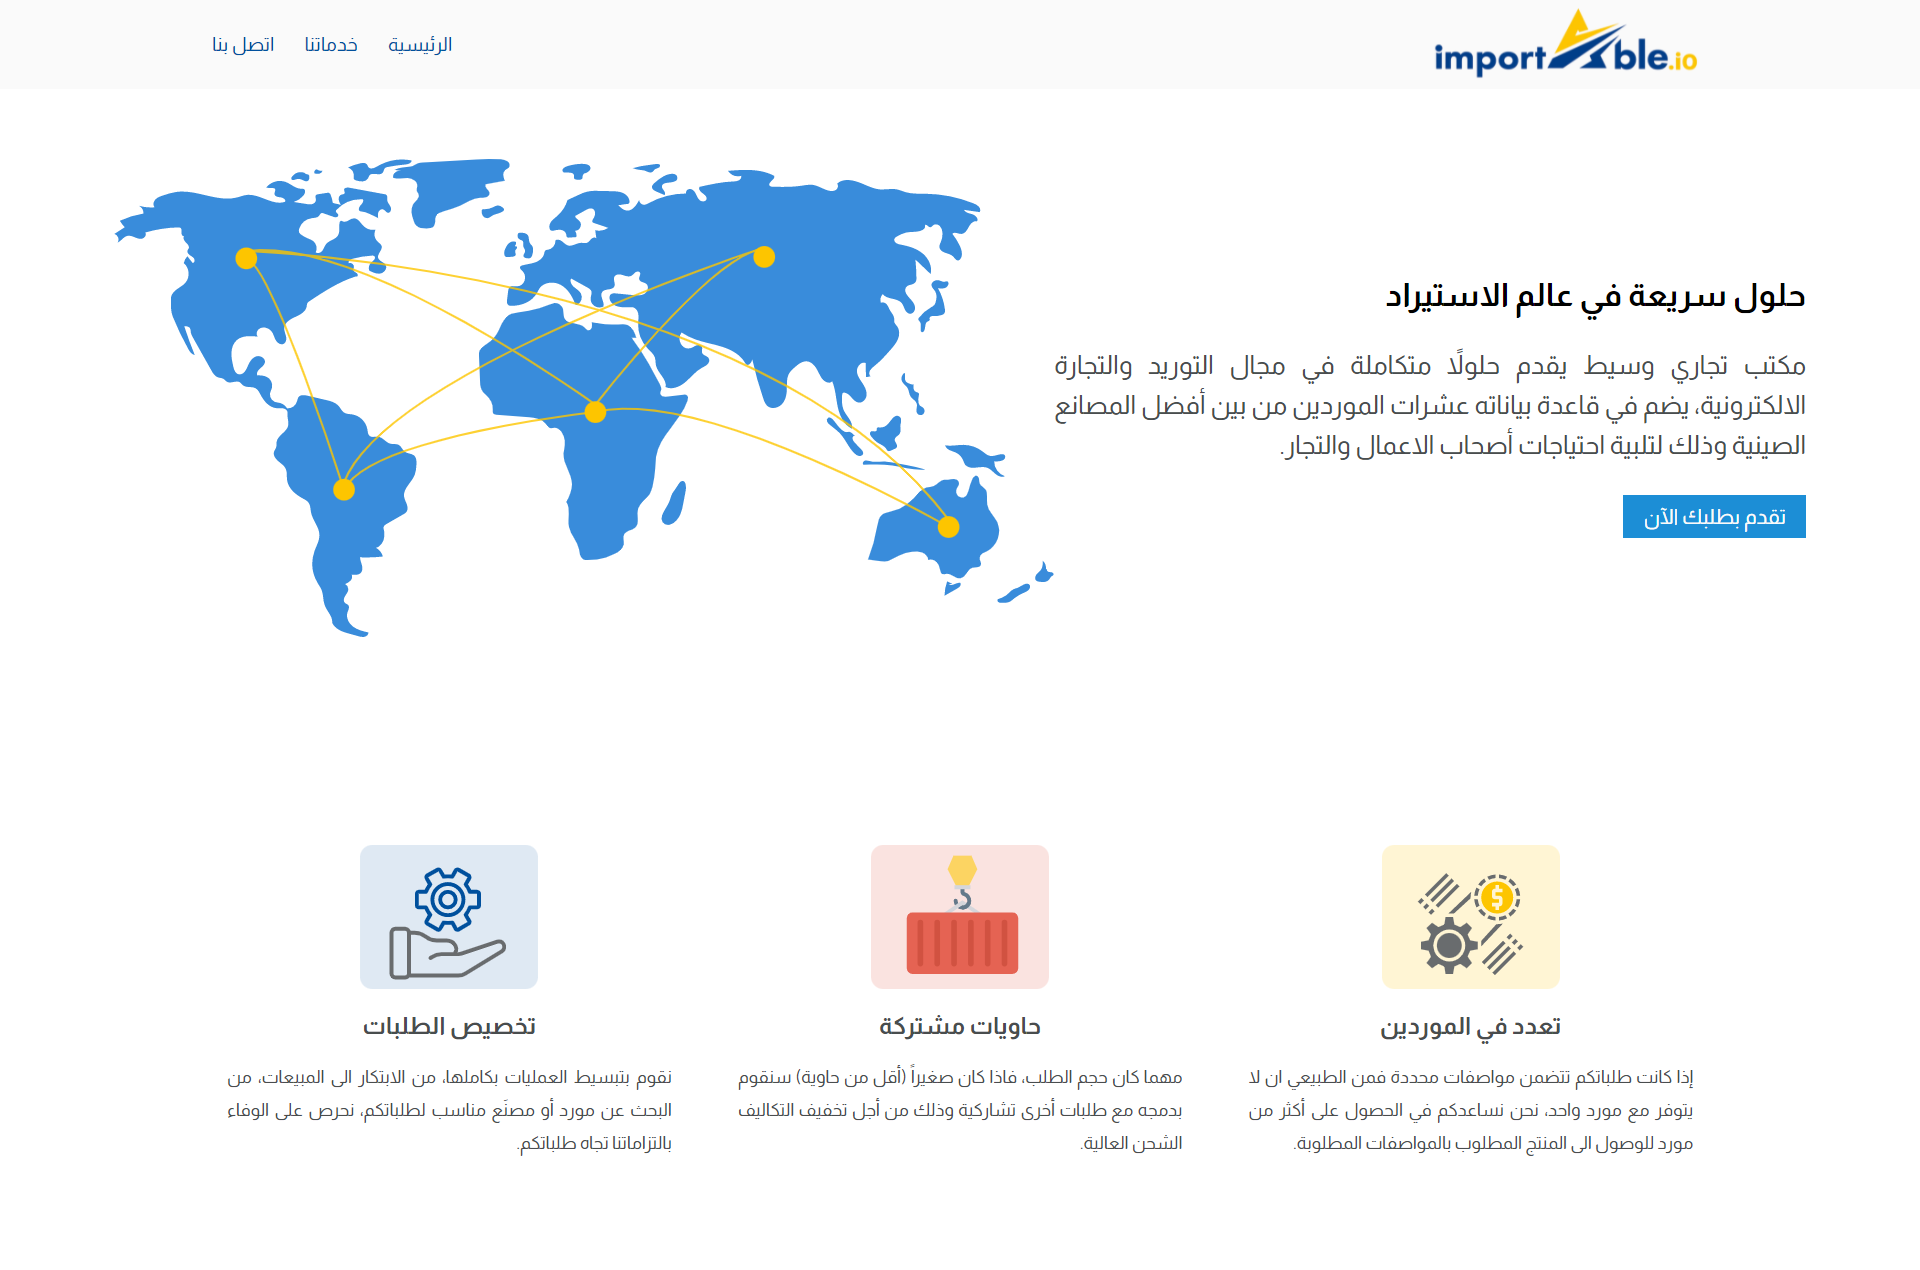 importAble.io
الرئيسية
خدماتنا
اتصل بنا
حلول سريعة في عالم الاستيراد
مكتب تجاري وسيط يقدم حلولًا متكاملة في مجال التوريد والتجارة
الالكترونية، يضم في قاعدة بياناته عشرات الموردين من بين أفضل المصانع
الصينية وذلك لتلبية احتياجات أصحاب الاعمال والتجار.
تقدم بطلبك الآن
تعدد في الموردين
إذا كانت طلباتكم تتضمن مواصفات محددة فمن الطبيعي ان لا
يتوفر مع مورد واحد، نحن نساعدكم في الحصول على أكثر من
مورد للوصول الى المنتج المطلوب بالمواصفات المطلوبة.
حاويات مشتركة
مهما كان حجم الطلب، فاذا كان صغيراً (أقل من حاوية) سنقوم
بدمجه مع طلبات أخرى تشاركية وذلك من أجل تخفيف التكاليف
الشحن العالية.
تخصيص الطلبات
نقوم بتبسيط العمليات بكاملها، من الابتكار الى المبيعات، من
البحث عن مورد أو مصنَع مناسب لطلباتكم، نحرص على الوفاء
بالتزاماتنا تجاه طلباتكم.